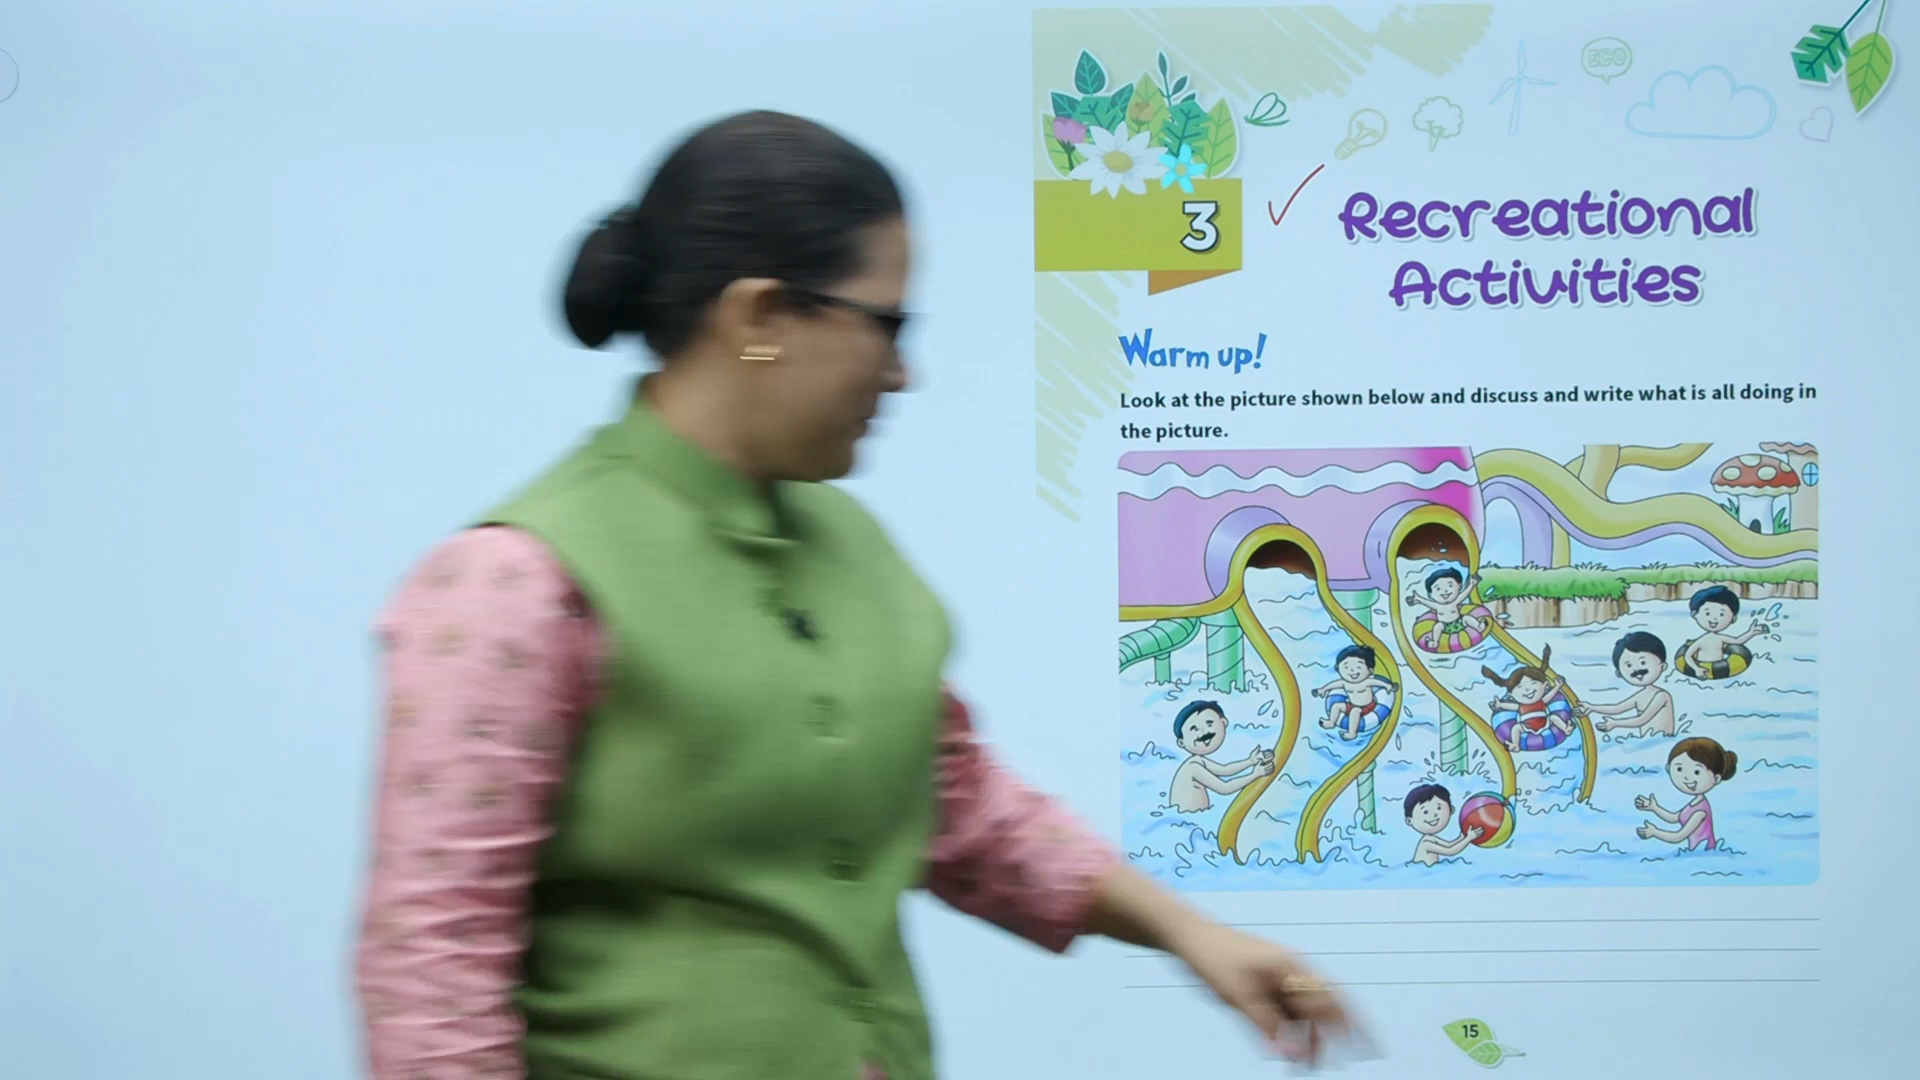 ECO
3
Recreational
Activities
Warm up!
Look at the picture shown below and discuss and write what is all doing in
the picture.
15